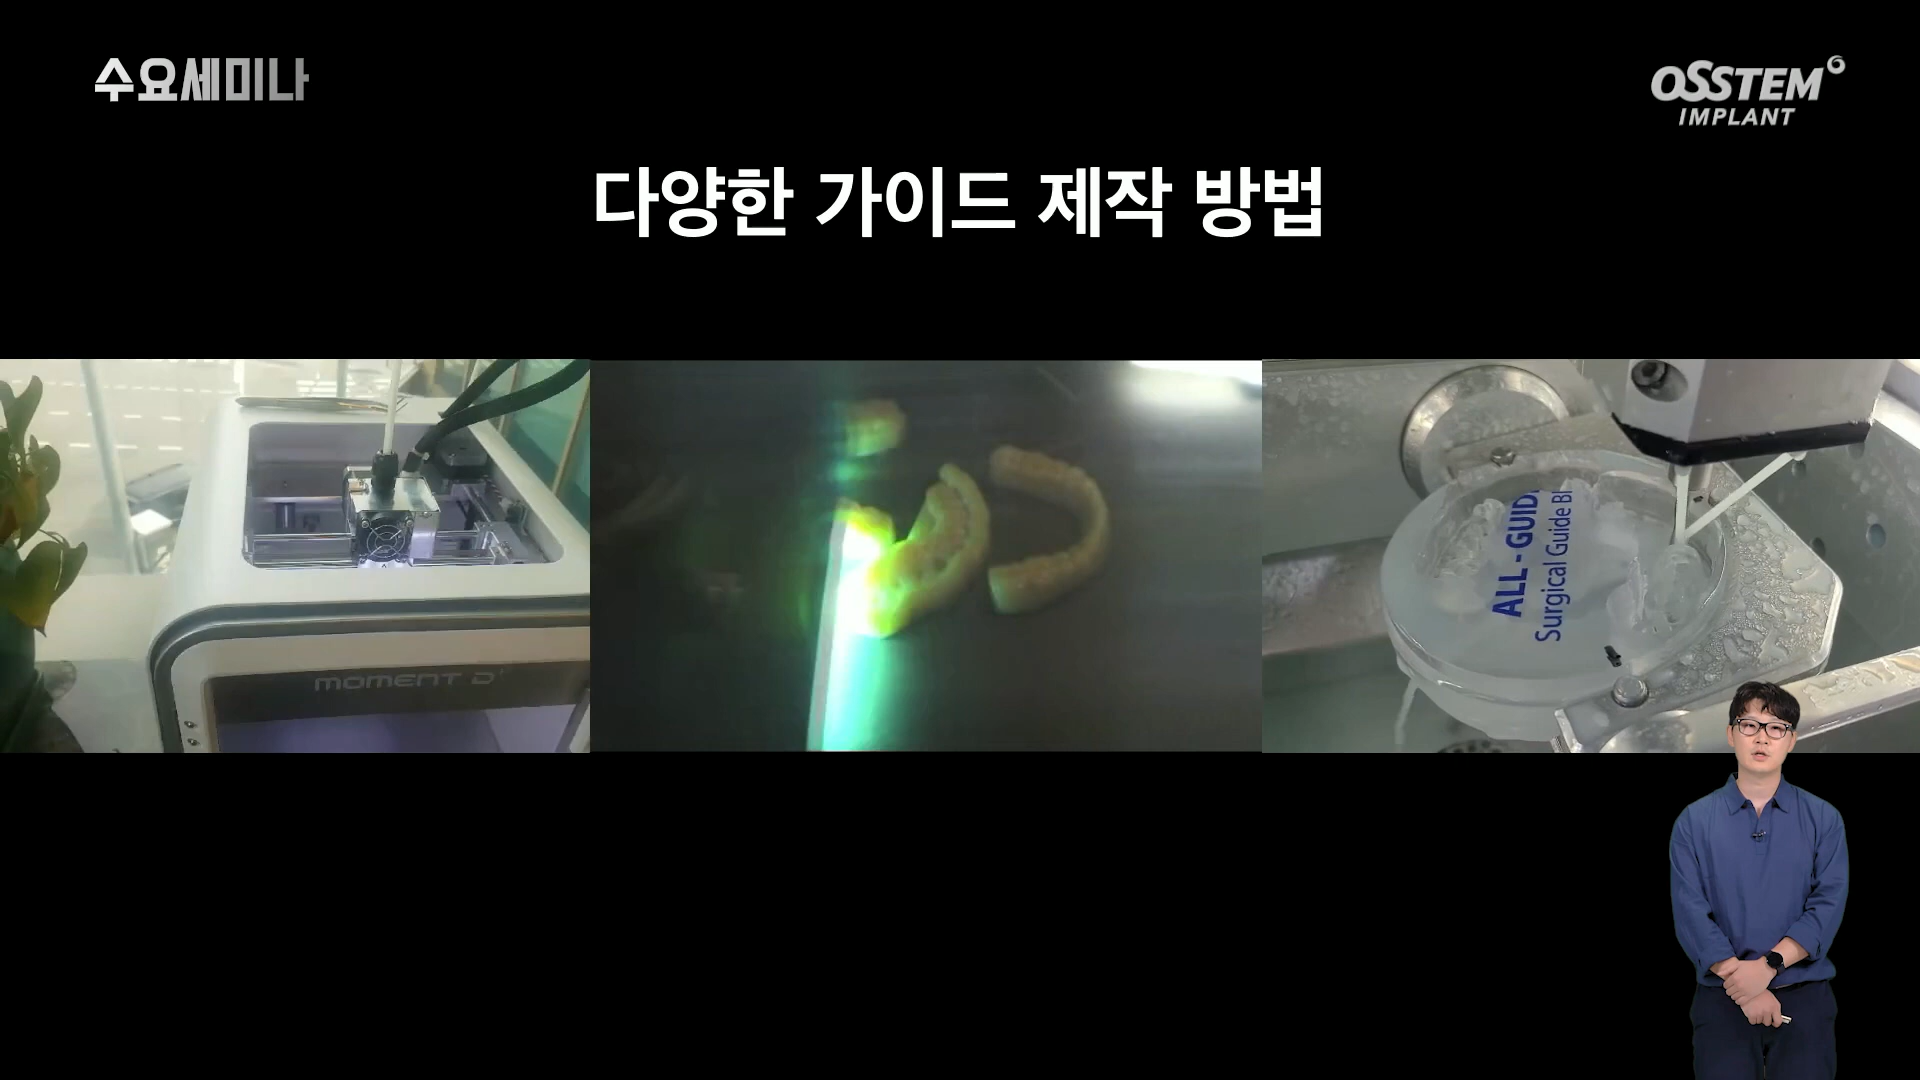 수요세미나
OSSTEM
IMPLANT
다양한 가이드 제작 방법
MOMENT D
ALL - GUID
Surgical Guide Bl